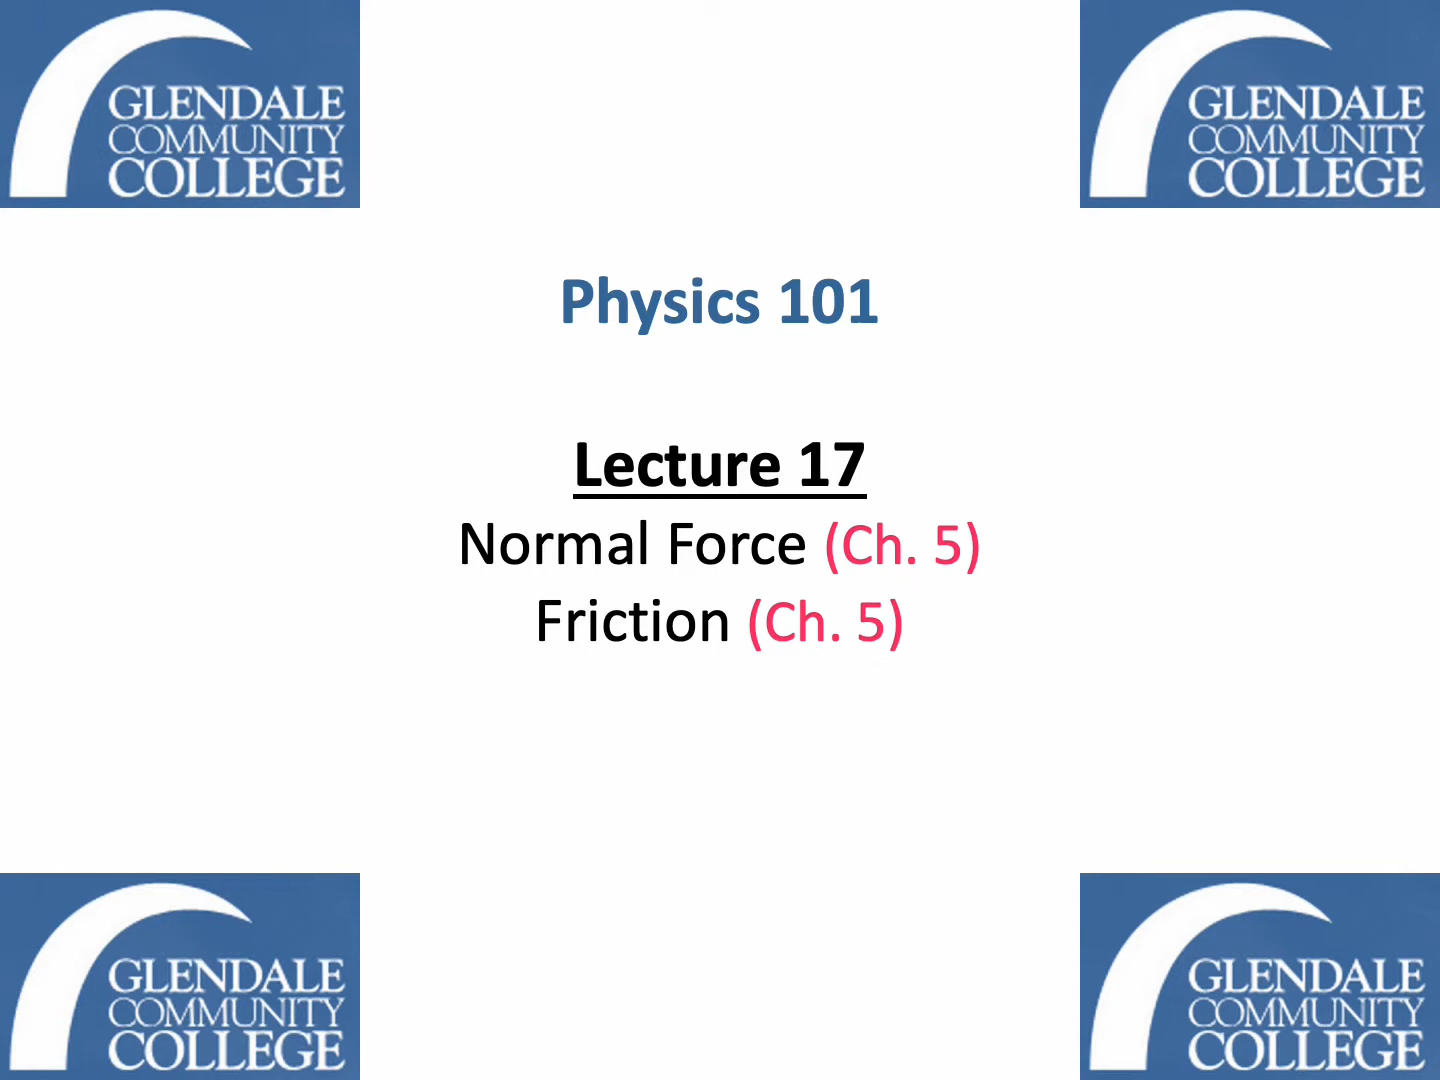 GLENDALE
COMMUNITY
COLLEGE
GLENDALE
COMMUNITY
COLLEGE
Physics 101
Lecture 17
Normal Force (Ch. 5)
Friction (Ch. 5)
GLENDALE
COMMUNITY
COLLEGE
GLENDALE
COMMUNITY
COLLEGE